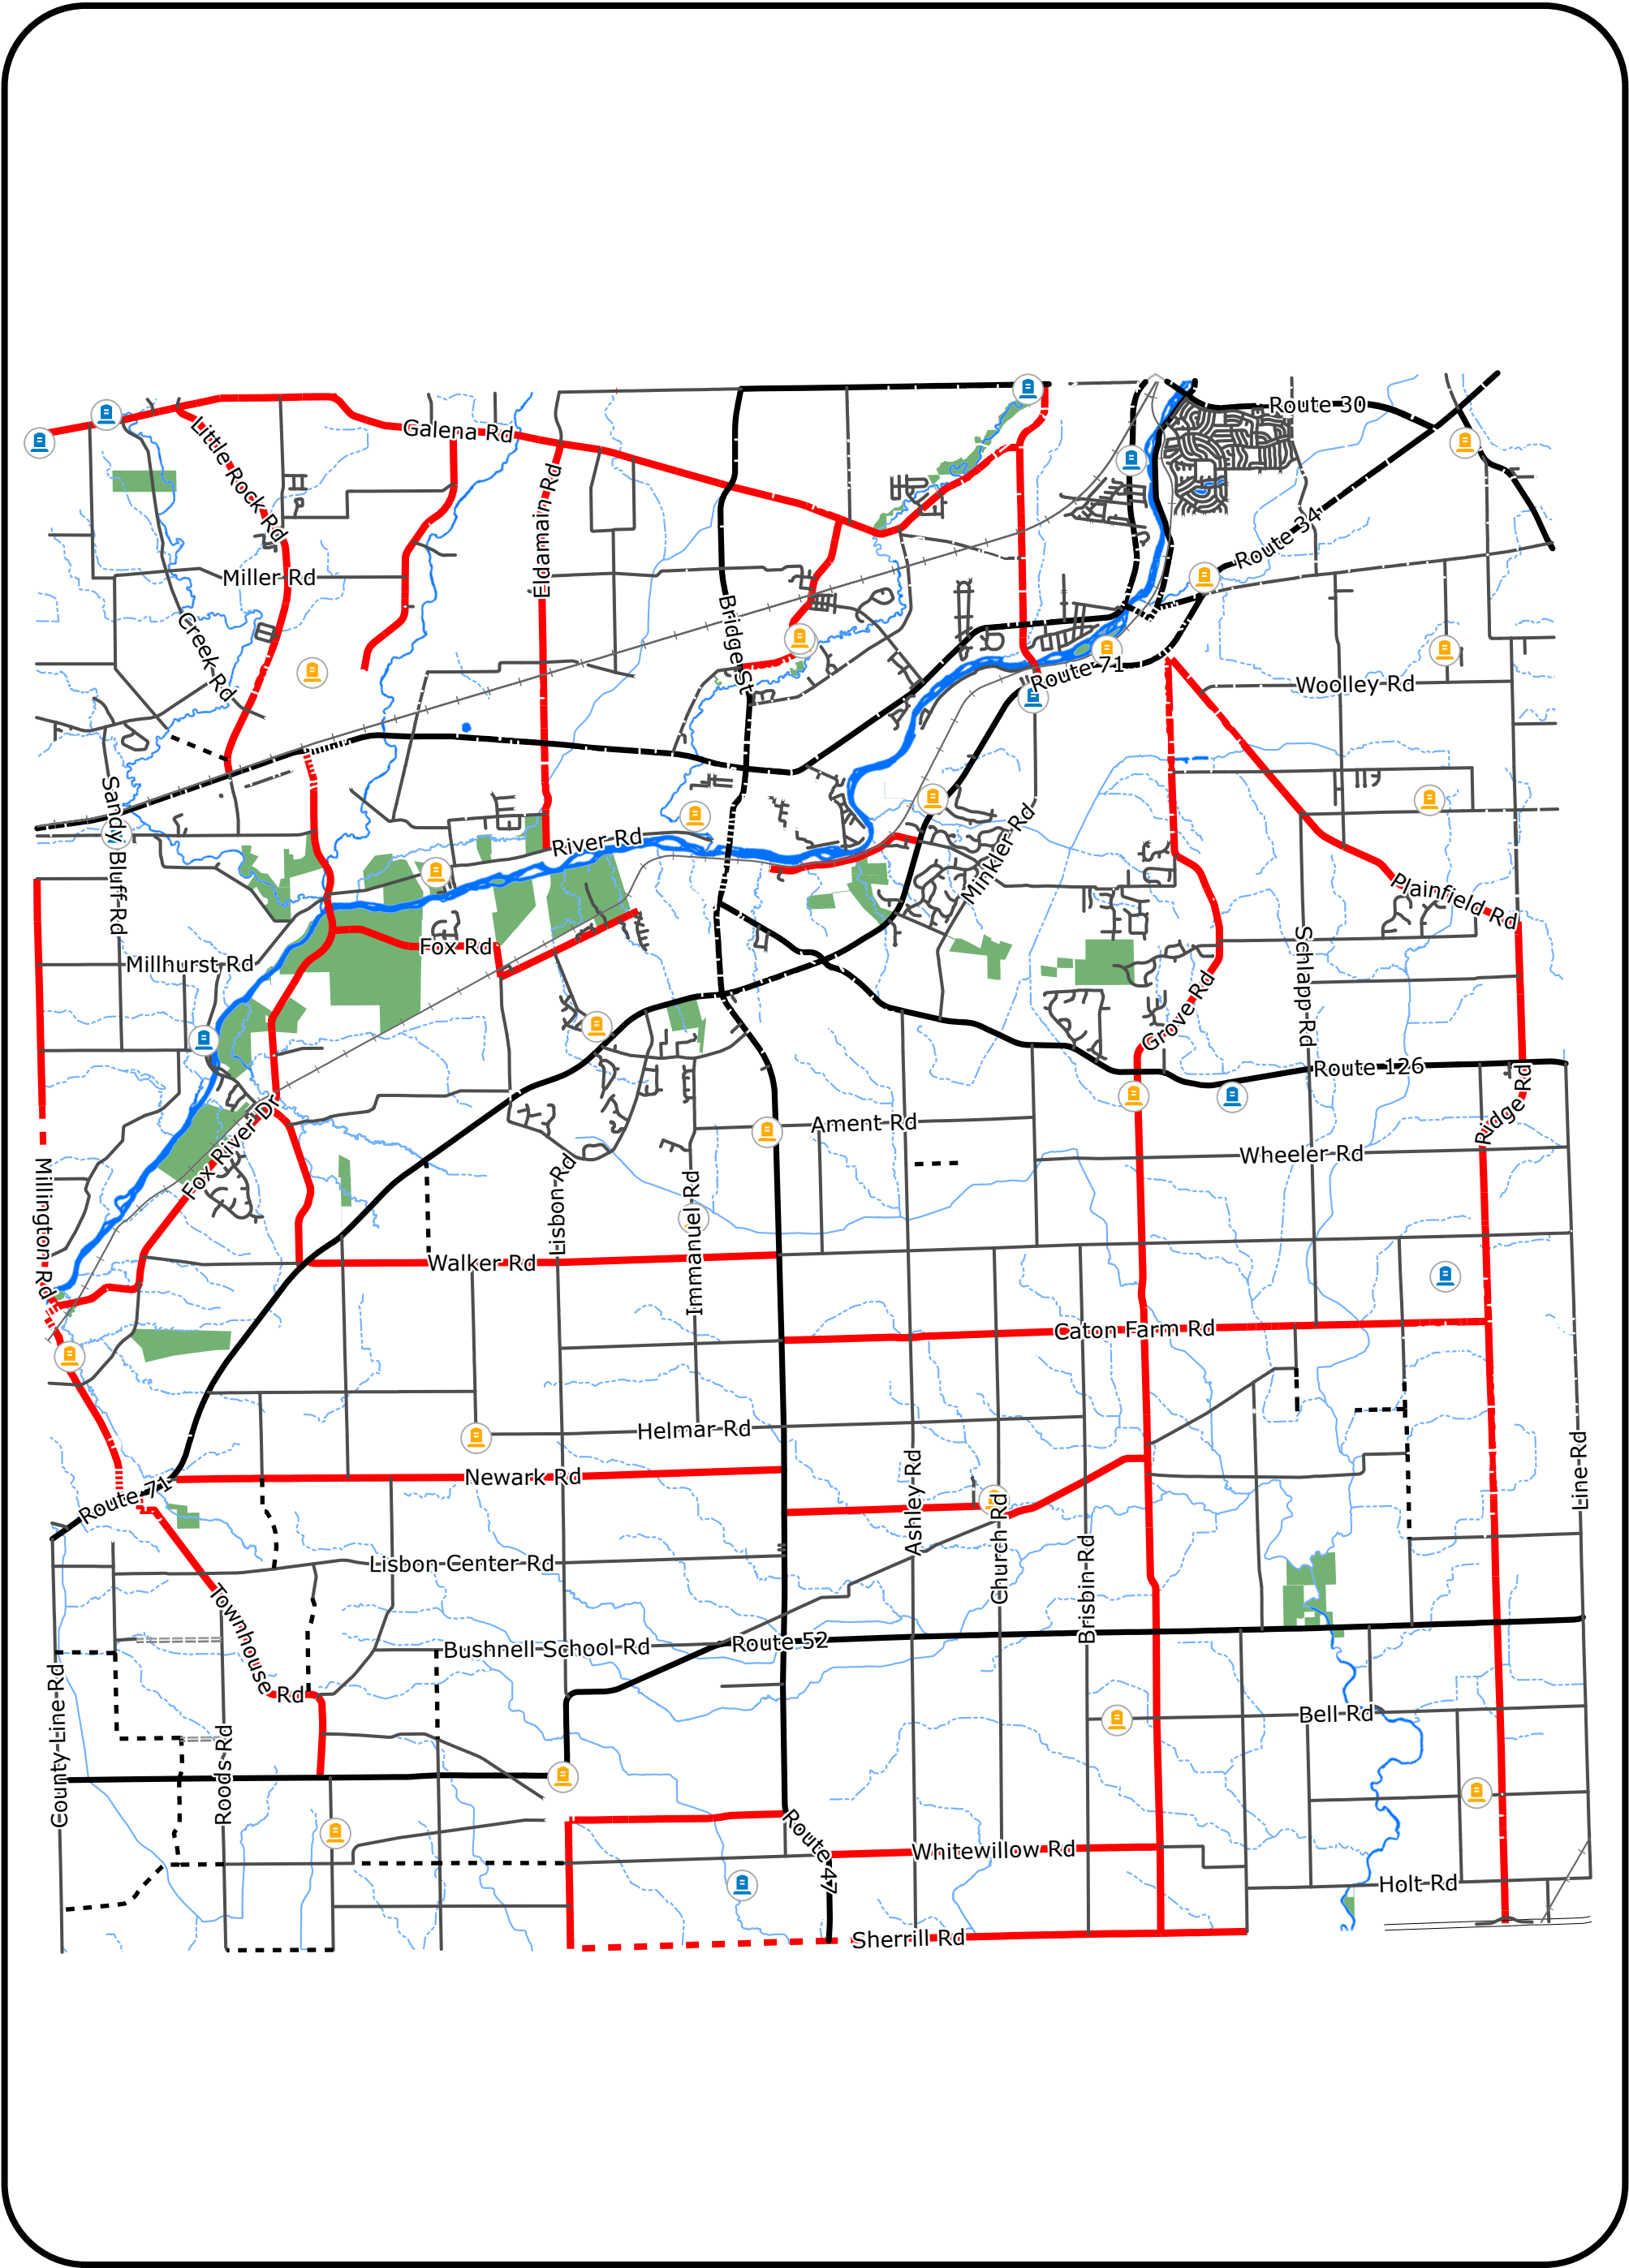 Route 30
Galena Rd
Little Rock Rd
Eldamain Rd
Route 34
Miller Rd
Creek Rd
Bridge St
Route 71
Woolley Rd
Sandy Bluff Rd
River Rd
Minkler Rd
Plainfield Rd
Fox Rd
Millhurst Rd
Schlapp Rd
Grove Rd
Route 126
Ridge Rd
Ament Rd
Fox River Dr
Wheeler Rd
Millington Rd
Lisbon Rd
Immanuel Rd
Walker Rd
Caton Farm Rd
Helmar Rd
Line Rd
Newark Rd
Route 71
Ashley Rd
Church Rd
Lisbon Center Rd
Brisbin Rd
Townhouse Rd
Bushnell School Rd
Route 52
County Line Rd
Roods Rd
Bell Rd
Route 47
Whitewillow Rd
Holt Rd
Sherrill Rd